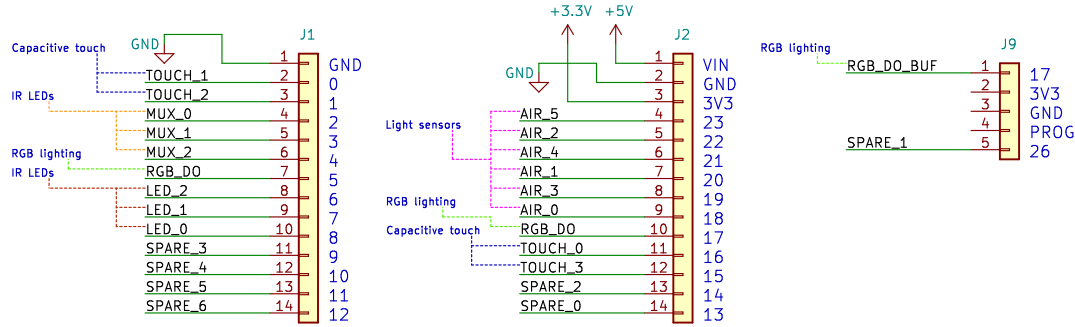 J1
GND
Capacitive touch
1 GND
TOUCH_1 2 0
TOUCH_2 3 1
IR LEDs
MUX_0 4 2
MUX_1 5 3
MUX_2 6 4
RGB lighting
RGB_DO 7 5
IR LEDs
LED_2 8 6
LED_1 9 7
LED_0 10 8
SPARE_3 11 9
SPARE_4 12 10
SPARE_5 13 11
SPARE_6 14 12
+3.3V +5V
J2
1 VIN
GND
2 GND
3 3V3
AIR_5 4 23
Light sensors
AIR_2 5 22
AIR_4 6 21
AIR_1 7 20
AIR_3 8 19
RGB lighting
AIR_0 9 18
RGB_DO 10 17
Capacitive touch
TOUCH_0 11 16
TOUCH_3 12 15
SPARE_2 13 14
SPARE_0 14 13
J9
RGB lighting
RGB_DO_BUF 1 17
2 3V3
3 GND
4 PROG
SPARE_1 5 26